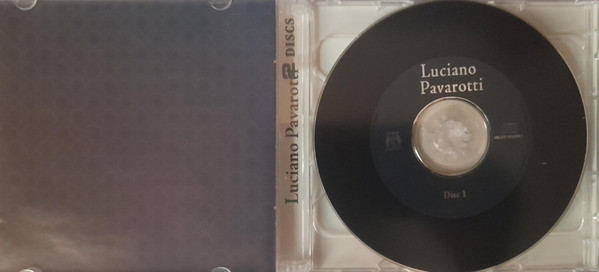 Luciano Pavarotti 2 DISCS
Luciano
Pavarotti
Disc 1